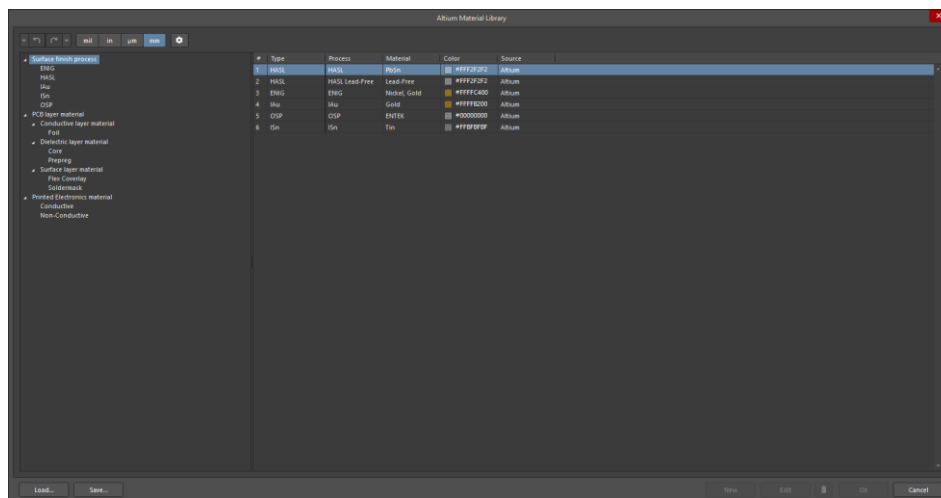 Altium Material Library
mil in μm mm
Surface finish process
ENIG
HASL
IAu
ISn
OSP
PCB layer material
Conductive layer material
Foil
Dielectric layer material
Core
Prepreg
Surface layer material
Flex Coverlay
Soldermask
Printed Electronics material
Conductive
Non-Conductive
# Type Process Material Color Source
1 HASL HASL PbSn #FFF2F2F2 Altium
2 HASL HASL Lead-Free Lead-Free #FFF2F2F2 Altium
3 ENIG ENIG Nickel, Gold #FFFFC400 Altium
4 IAu IAu Gold #FFFFB200 Altium
5 OSP OSP ENTEK #00000000 Altium
6 ISn ISn Tin #FFBFBFBF Altium
Load... Save... New Edit Ok Cancel